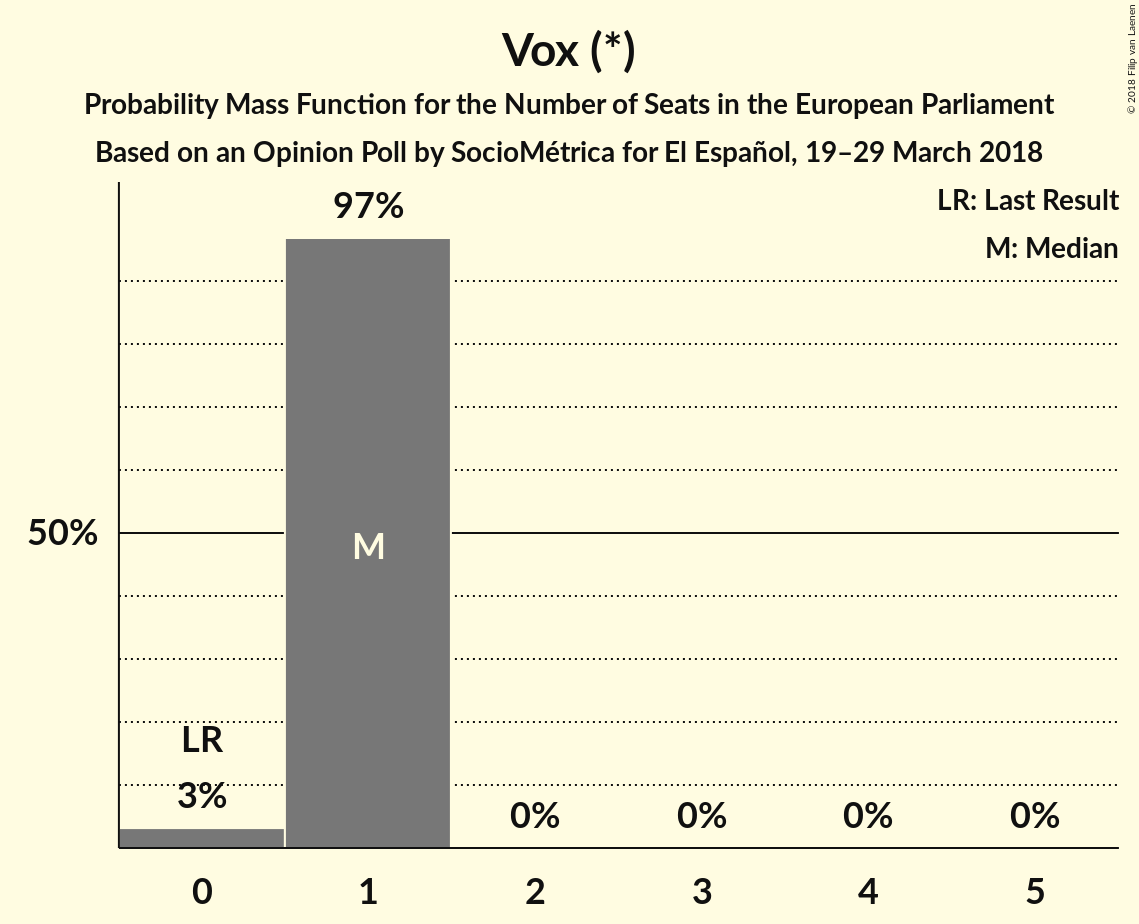 Vox (*)
Probability Mass Function for the Number of Seats in the European Parliament
Based on an Opinion Poll by SocioMétrica for El Español, 19–29 March 2018
© 2018 Filip van Laenen
LR: Last Result
M: Median
97%
50%
M
LR
3%
0%
0%
0%
0%
0
1
2
3
4
5